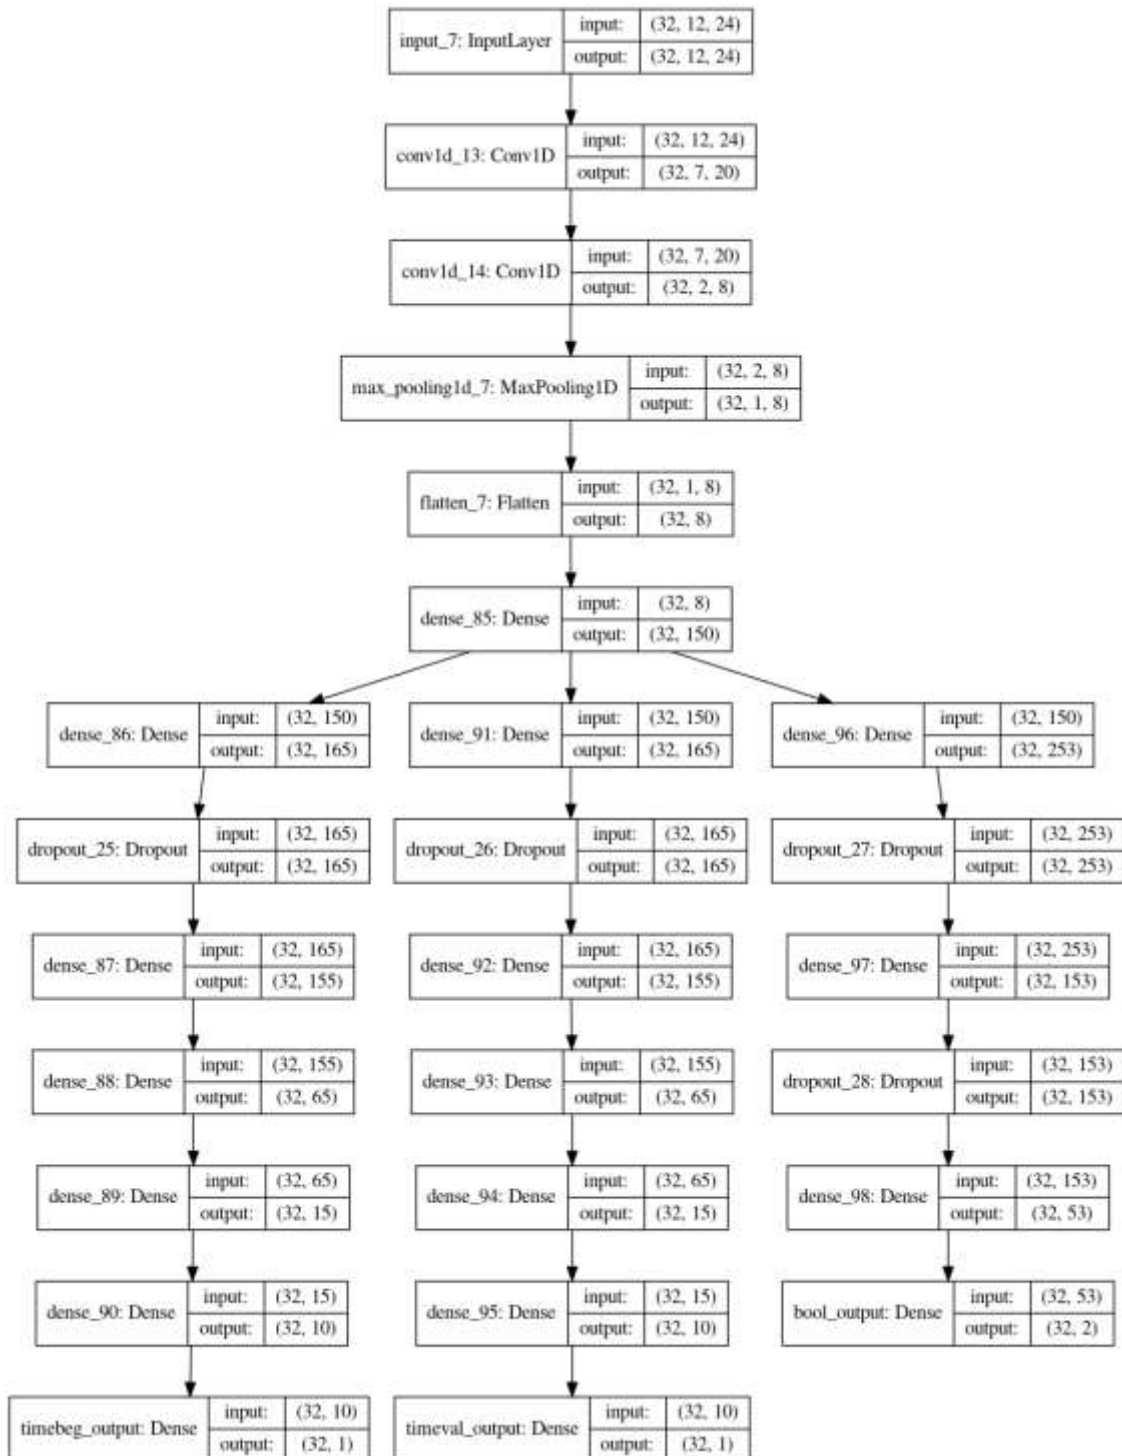 input_7: InputLayer
input: (32, 12, 24)
output: (32, 12, 24)
conv1d_13: Conv1D
input: (32, 12, 24)
output: (32, 7, 20)
conv1d_14: Conv1D
input: (32, 7, 20)
output: (32, 2, 8)
max_pooling1d_7: MaxPooling1D
input: (32, 2, 8)
output: (32, 1, 8)
flatten_7: Flatten
input: (32, 1, 8)
output: (32, 8)
dense_85: Dense
input: (32, 8)
output: (32, 150)
dense_86: Dense
input: (32, 150)
output: (32, 165)
dense_91: Dense
input: (32, 150)
output: (32, 165)
dense_96: Dense
input: (32, 150)
output: (32, 253)
dropout_25: Dropout
input: (32, 165)
output: (32, 165)
dropout_26: Dropout
input: (32, 165)
output: (32, 165)
dropout_27: Dropout
input: (32, 253)
output: (32, 253)
dense_87: Dense
input: (32, 165)
output: (32, 155)
dense_92: Dense
input: (32, 165)
output: (32, 155)
dense_97: Dense
input: (32, 253)
output: (32, 153)
dense_88: Dense
input: (32, 155)
output: (32, 65)
dense_93: Dense
input: (32, 155)
output: (32, 65)
dropout_28: Dropout
input: (32, 153)
output: (32, 153)
dense_89: Dense
input: (32, 65)
output: (32, 15)
dense_94: Dense
input: (32, 65)
output: (32, 15)
dense_98: Dense
input: (32, 153)
output: (32, 53)
dense_90: Dense
input: (32, 15)
output: (32, 10)
dense_95: Dense
input: (32, 15)
output: (32, 10)
bool_output: Dense
input: (32, 53)
output: (32, 2)
timebeg_output: Dense
input: (32, 10)
output: (32, 1)
timeval_output: Dense
input: (32, 10)
output: (32, 1)